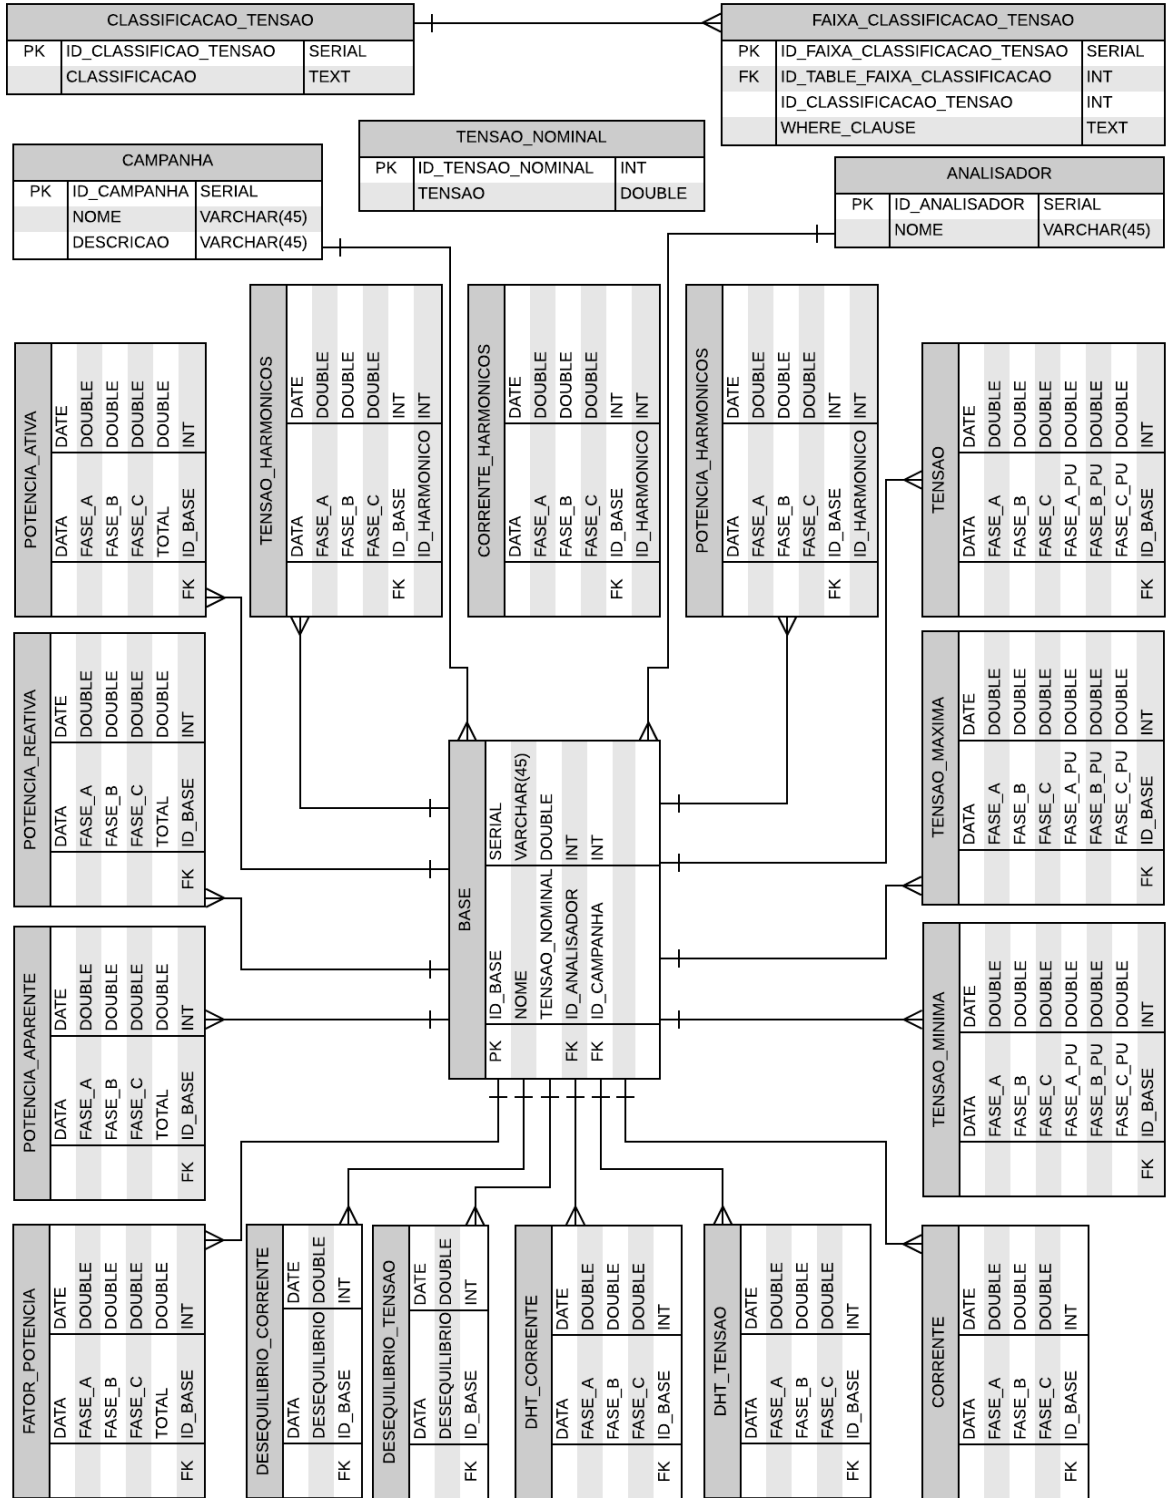 CLASSIFICACAO_TENSAO
PK ID_CLASSIFICAO_TENSAO SERIAL
CLASSIFICACAO TEXT
FAIXA_CLASSIFICACAO_TENSAO
PK ID_FAIXA_CLASSIFICACAO_TENSAO SERIAL
FK ID_TABLE_FAIXA_CLASSIFICACAO INT
ID_CLASSIFICACAO_TENSAO INT
WHERE_CLAUSE TEXT
TENSAO_NOMINAL
PK ID_TENSAO_NOMINAL INT
TENSAO DOUBLE
CAMPANHA
PK ID_CAMPANHA SERIAL
NOME VARCHAR(45)
DESCRICAO VARCHAR(45)
ANALISADOR
PK ID_ANALISADOR SERIAL
NOME VARCHAR(45)
POTENCIA_ATIVA
DATA DATE
FASE_A DOUBLE
FASE_B DOUBLE
FASE_C DOUBLE
TOTAL DOUBLE
FK ID_BASE INT
TENSAO_HARMONICOS
DATA DATE
FASE_A DOUBLE
FASE_B DOUBLE
FASE_C DOUBLE
FK ID_BASE INT
ID_HARMONICO INT
CORRENTE_HARMONICOS
DATA DATE
FASE_A DOUBLE
FASE_B DOUBLE
FASE_C DOUBLE
FK ID_BASE INT
ID_HARMONICO INT
POTENCIA_HARMONICOS
DATA DATE
FASE_A DOUBLE
FASE_B DOUBLE
FASE_C DOUBLE
FK ID_BASE INT
ID_HARMONICO INT
TENSAO
DATA DATE
FASE_A DOUBLE
FASE_B DOUBLE
FASE_C DOUBLE
FASE_A_PU DOUBLE
FASE_B_PU DOUBLE
FASE_C_PU DOUBLE
FK ID_BASE INT
POTENCIA_REATIVA
DATA DATE
FASE_A DOUBLE
FASE_B DOUBLE
FASE_C DOUBLE
TOTAL DOUBLE
FK ID_BASE INT
BASE
PK ID_BASE SERIAL
NOME VARCHAR(45)
TENSAO_NOMINAL DOUBLE
FK ID_ANALISADOR INT
FK ID_CAMPANHA INT
TENSAO_MAXIMA
DATA DATE
FASE_A DOUBLE
FASE_B DOUBLE
FASE_C DOUBLE
FASE_A_PU DOUBLE
FASE_B_PU DOUBLE
FASE_C_PU DOUBLE
FK ID_BASE INT
POTENCIA_APARENTE
DATA DATE
FASE_A DOUBLE
FASE_B DOUBLE
FASE_C DOUBLE
TOTAL DOUBLE
FK ID_BASE INT
TENSAO_MINIMA
DATA DATE
FASE_A DOUBLE
FASE_B DOUBLE
FASE_C DOUBLE
FASE_A_PU DOUBLE
FASE_B_PU DOUBLE
FASE_C_PU DOUBLE
FK ID_BASE INT
FATOR_POTENCIA
DATA DATE
FASE_A DOUBLE
FASE_B DOUBLE
FASE_C DOUBLE
TOTAL DOUBLE
FK ID_BASE INT
DESEQUILIBRIO_CORRENTE
DATA DATE
DESEQUILIBRIO DOUBLE
FK ID_BASE INT
DESEQUILIBRIO_TENSAO
DATA DATE
DESEQUILIBRIO DOUBLE
FK ID_BASE INT
DHT_CORRENTE
DATA DATE
FASE_A DOUBLE
FASE_B DOUBLE
FASE_C DOUBLE
FK ID_BASE INT
DHT_TENSAO
DATA DATE
FASE_A DOUBLE
FASE_B DOUBLE
FASE_C DOUBLE
FK ID_BASE INT
CORRENTE
DATA DATE
FASE_A DOUBLE
FASE_B DOUBLE
FASE_C DOUBLE
FK ID_BASE INT